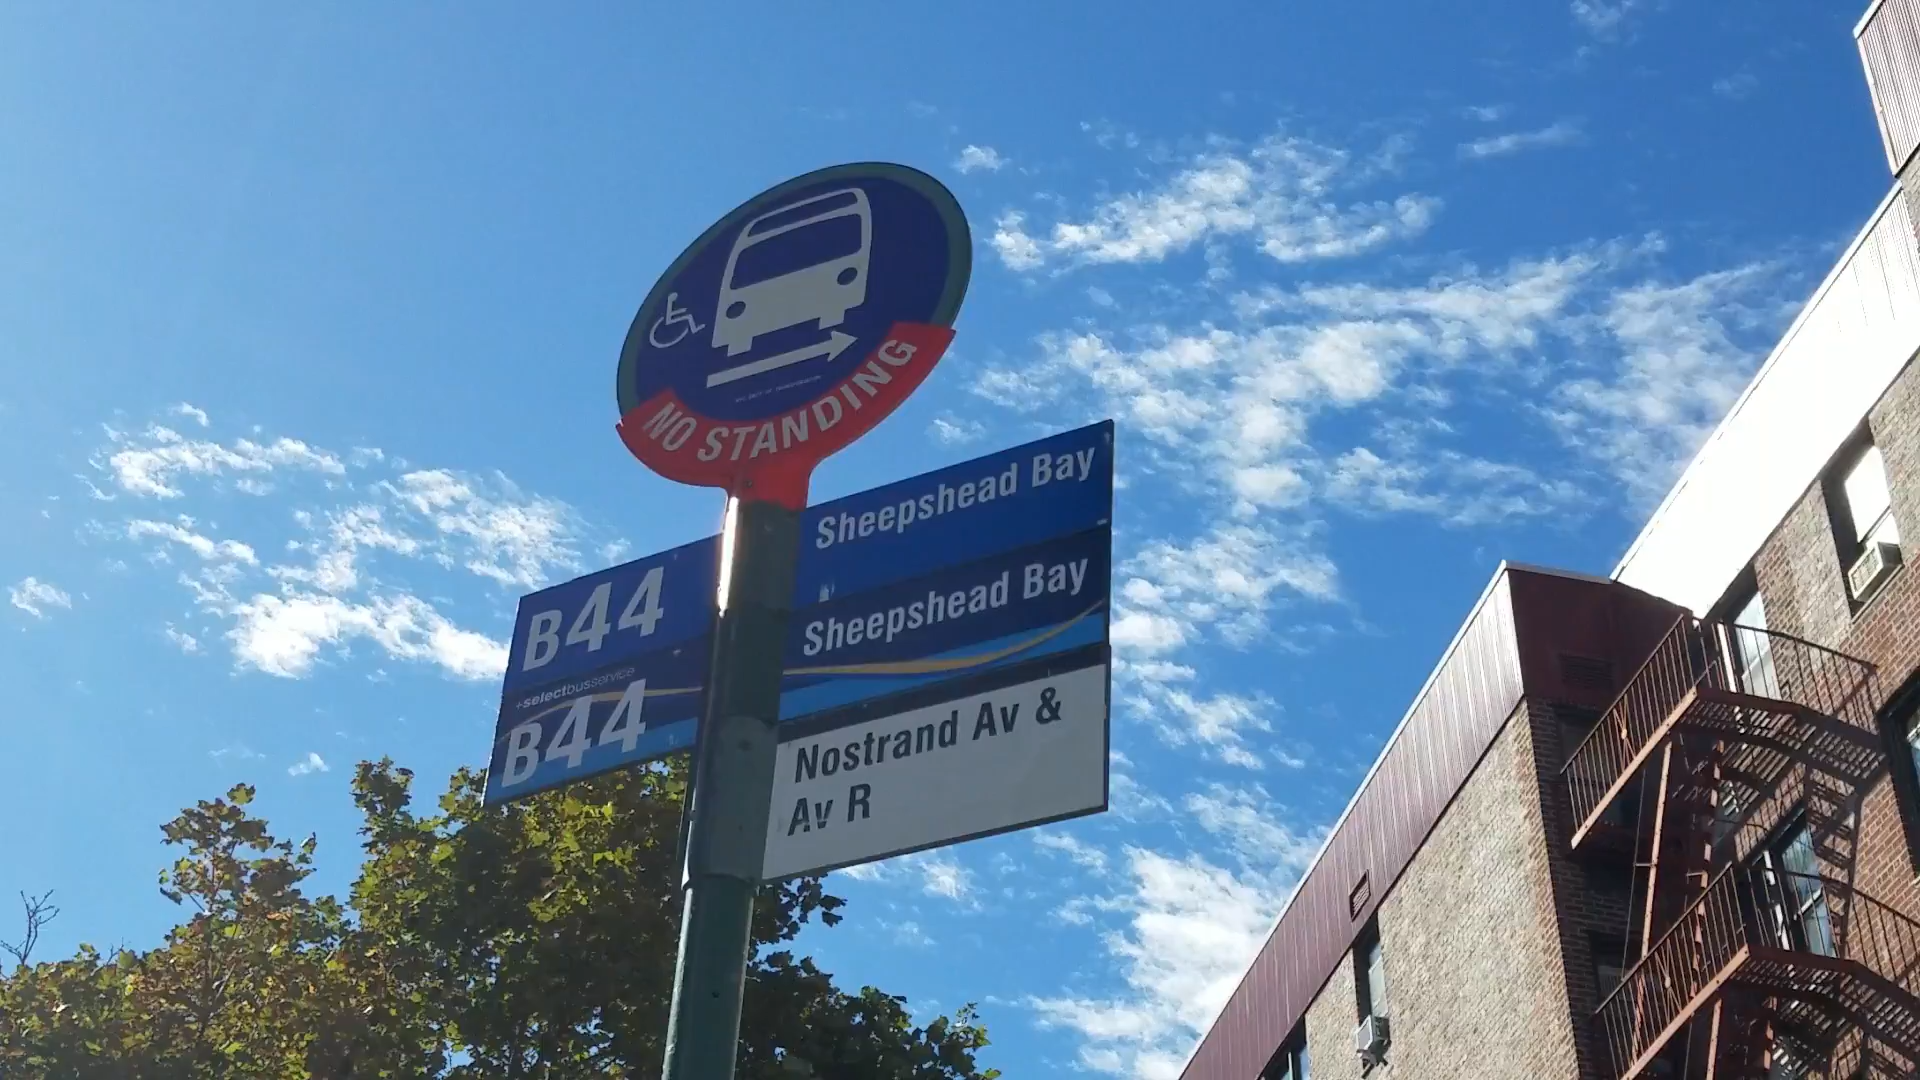 NO STANDING
B44 Sheepshead Bay
+selectbusservice
B44 Sheepshead Bay
Nostrand Av &
Av R